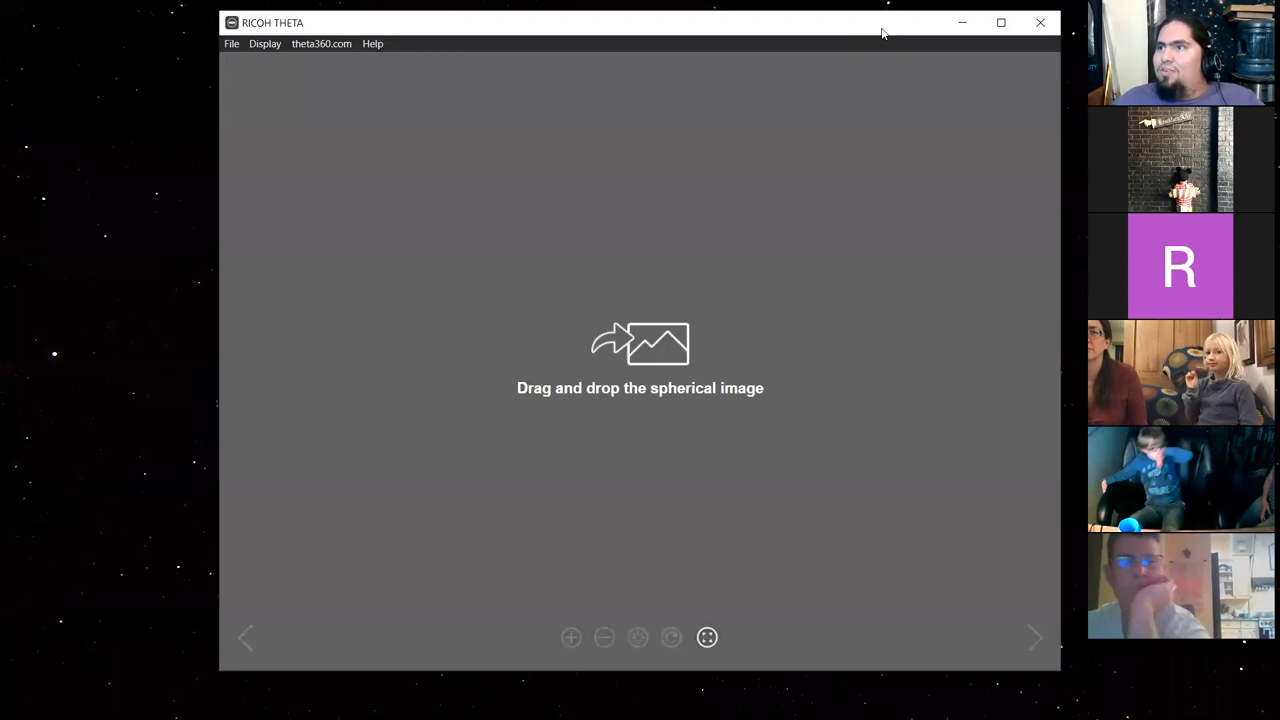 RICOH THETA
File Display theta360.com Help
Drag and drop the spherical image
R